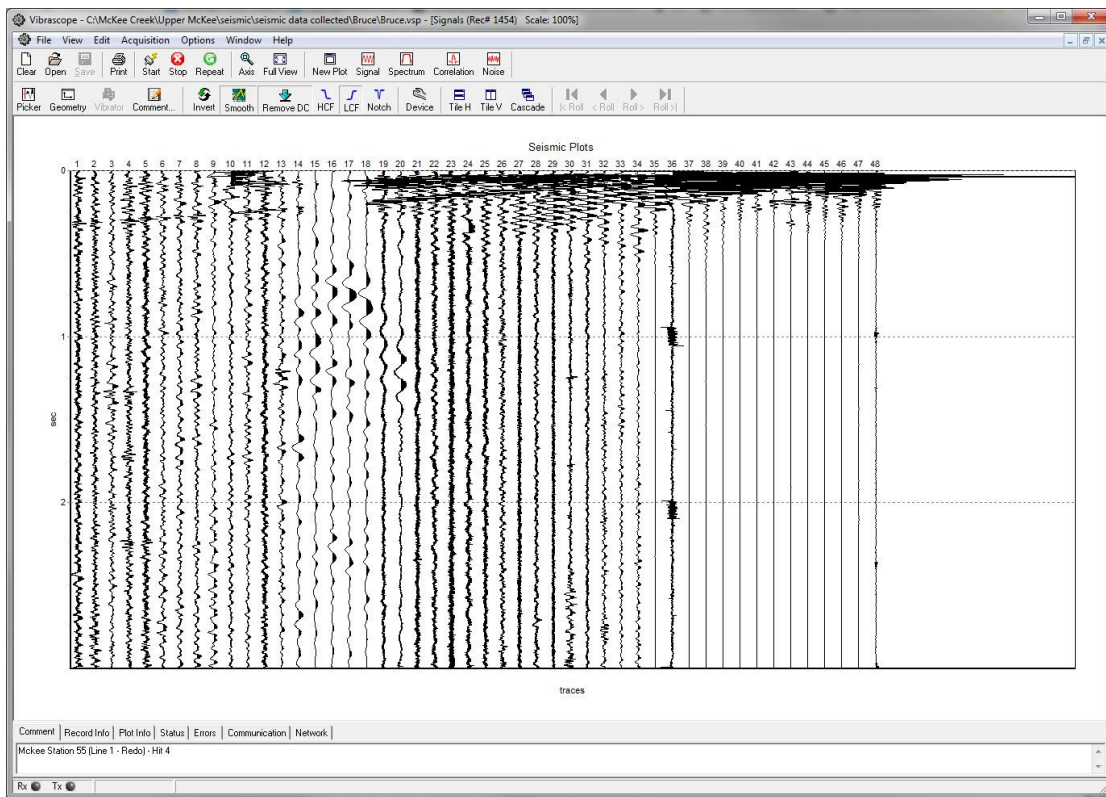 Vibrascope - C:\McKee Creek\Upper McKee\seismic\seismic data collected\Bruce\Bruce.vsp - [Signals (Rec# 1454)   Scale: 100%]
File View Edit Acquisition Options Window Help
Clear Open Save Print Start Stop Repeat Axis Full View New Plot Signal Spectrum Correlation Noise
Picker Geometry Vibrator Comment... Invert Smooth Remove DC HCF LCF Notch Device Tile H Tile V Cascade |< Roll < Roll Roll > Roll >|
Seismic Plots
1 2 3 4 5 6 7 8 9 10 11 12 13 14 15 16 17 18 19 20 21 22 23 24 25 26 27 28 29 30 31 32 33 34 35 36 37 38 39 40 41 42 43 44 45 46 47 48
0
1
sec
2
traces
Comment Record Info Plot Info Status Errors Communication Network
Mckee Station 55 (Line 1 - Redo) - Hit 4
Rx Tx